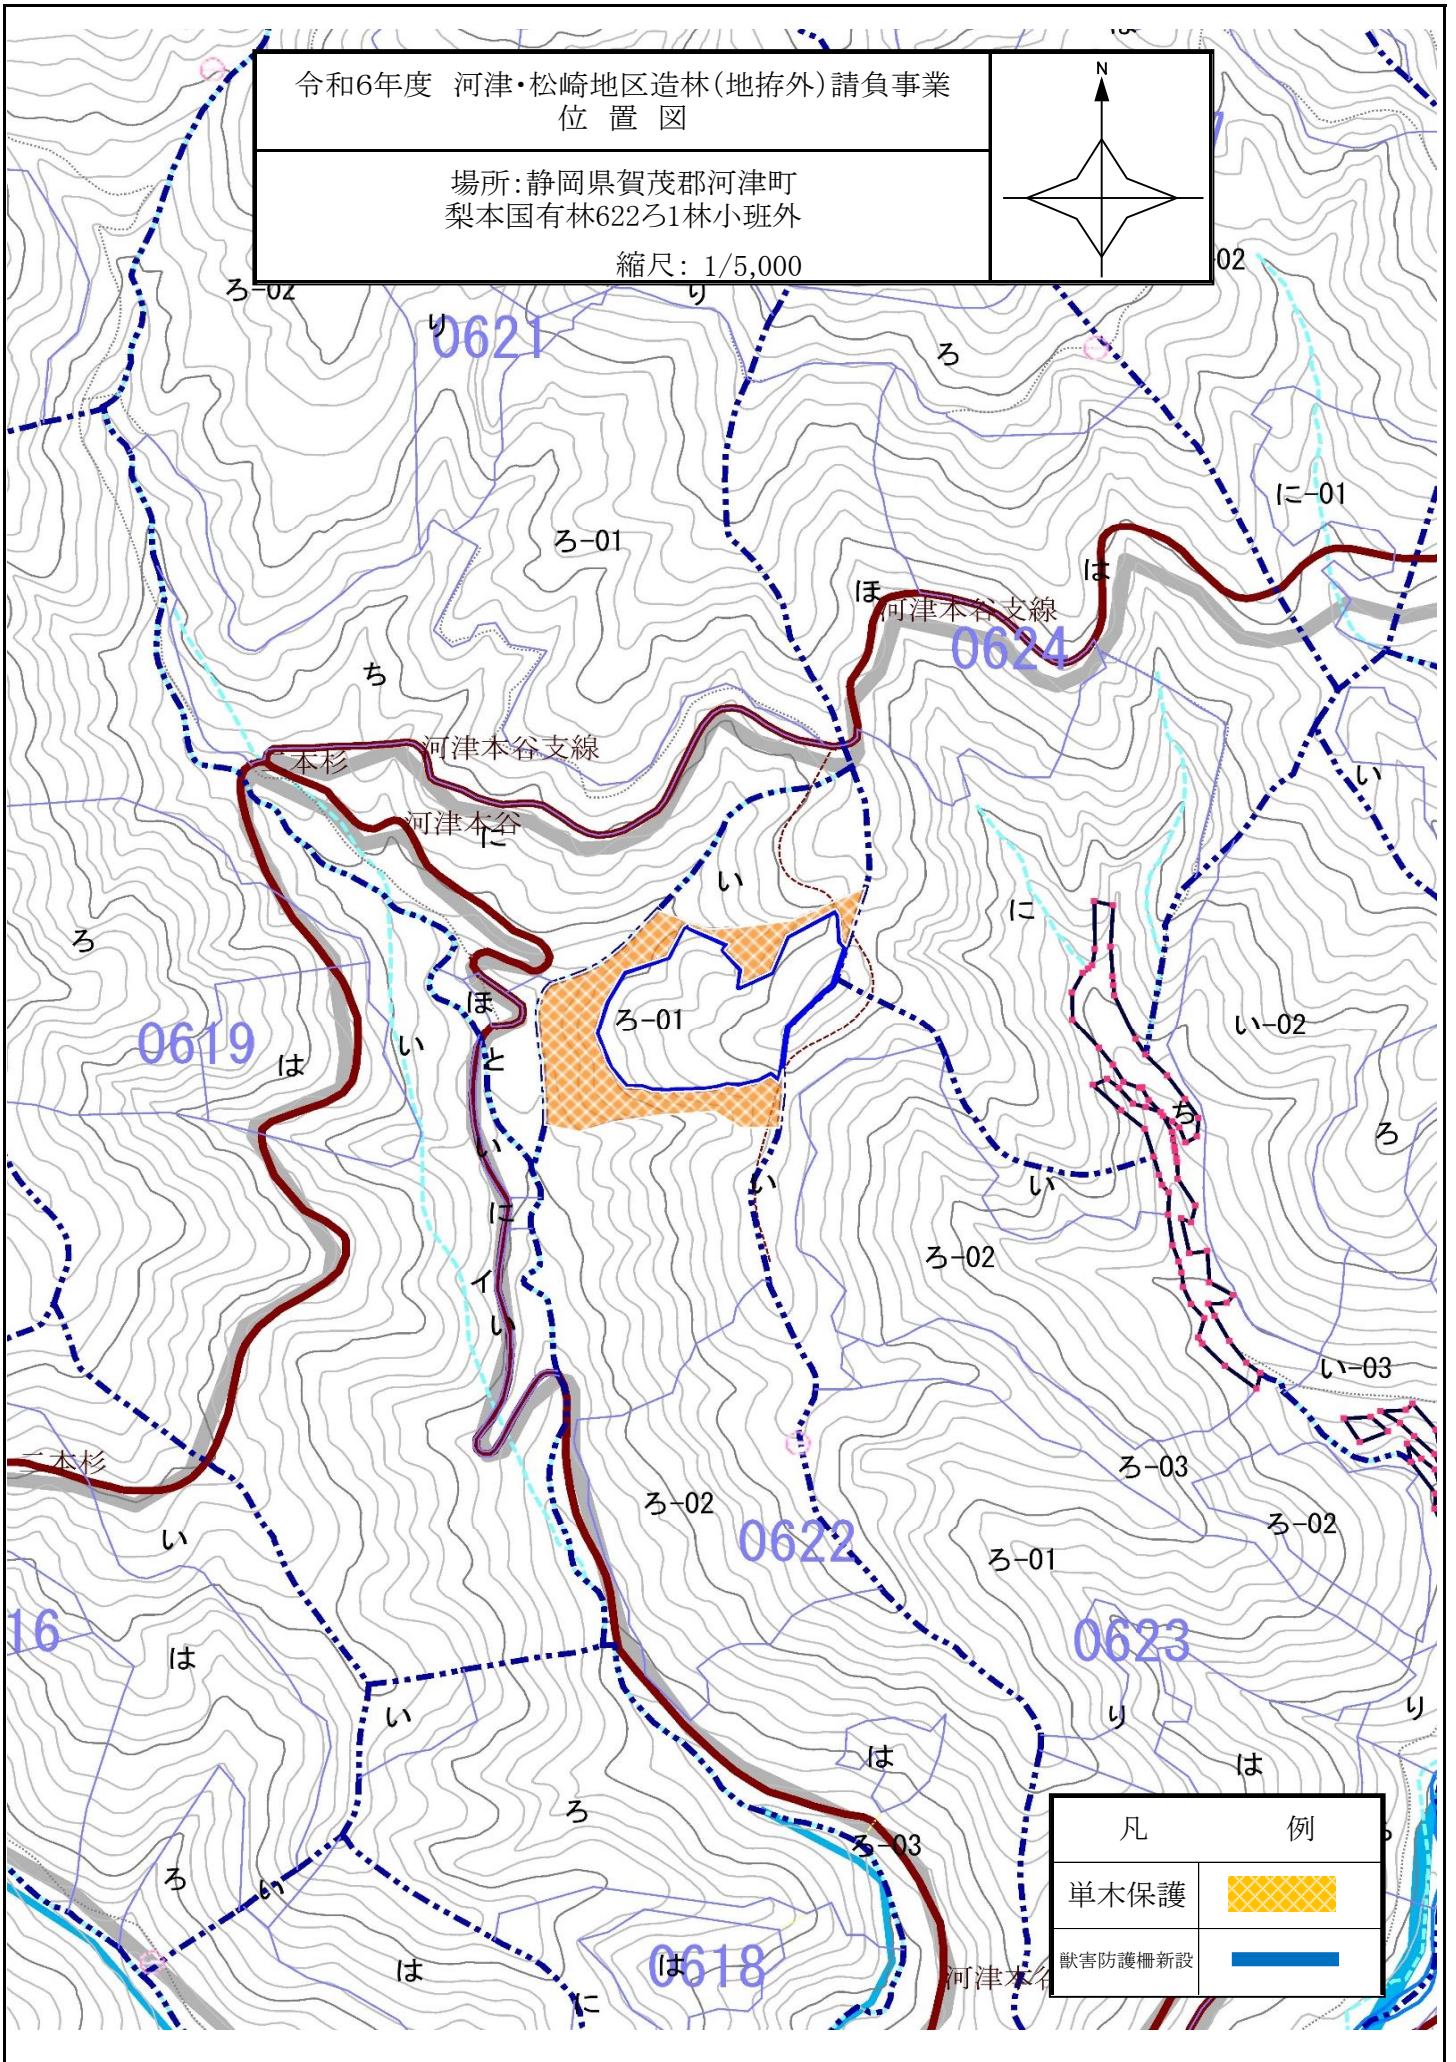 令和6年度 河津・松崎地区造林(地拵外)請負事業
位 置 図
場所:静岡県賀茂郡河津町
梨本国有林622ろ1林小班外
縮尺: 1/5,000
N
ろ-02
り
0621
り
-02
ろ
に-01
ろ-01
ほ
は
河津本谷支線
0624
ち
河津本谷支線
本杉
河津本谷
に
い
い
ろ
に
ほ
ろ-01
い-02
0619
は
い
と
ち
ろ
い
い
い
に
ろ-02
イ
い
い-03
二本杉
ろ-03
ろ-02
い
ろ-02
0622
ろ-01
16
は
0623
い
り
り
は
は
ろ
ろ-03
ろ
い
は
0618
は
に
河津本谷
凡 例
単木保護
獣害防護柵新設